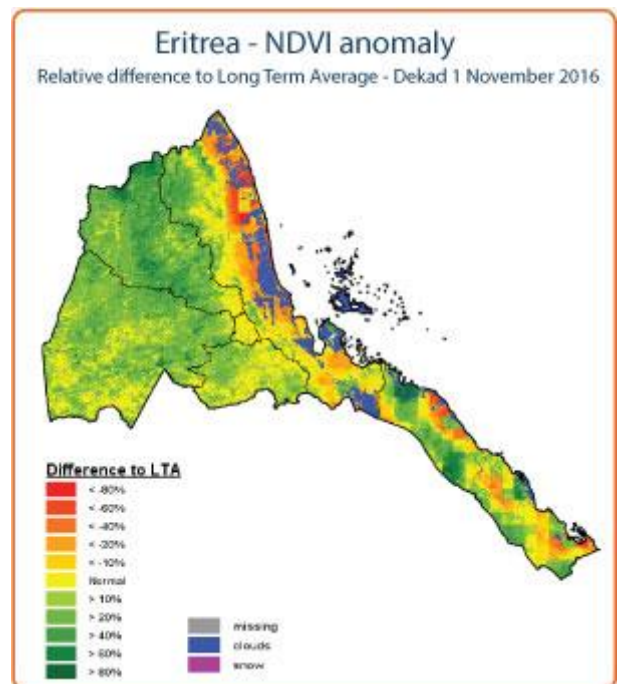 Eritrea - NDVI anomaly
Relative difference to Long Term Average - Dekad 1 November 2016
Difference to LTA
< -80%
< -60%
< -40%
< -20%
< -10%
Normal
> 10%
> 20%
> 40%
> 60%
> 80%
missing
clouds
snow